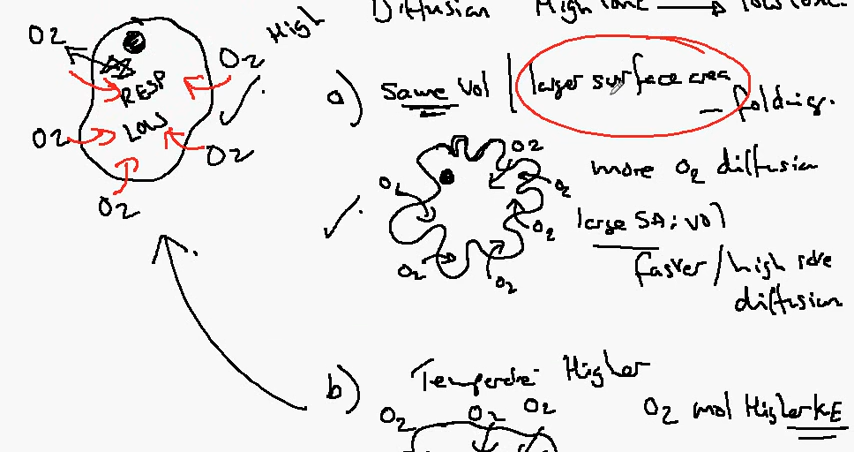 Diffusion High conc → low conc.
O2 High
O2
RESP
O2 LOW
O2
O2
a) Same Vol | larger surface area
- folding.
O2
O2 O2
O2
O2 O2
more O2 diffusion
large SA: vol
faster / high rate
diffusion
b) Temperature Higher
O2 O2 O2
O2 mol Higher KE